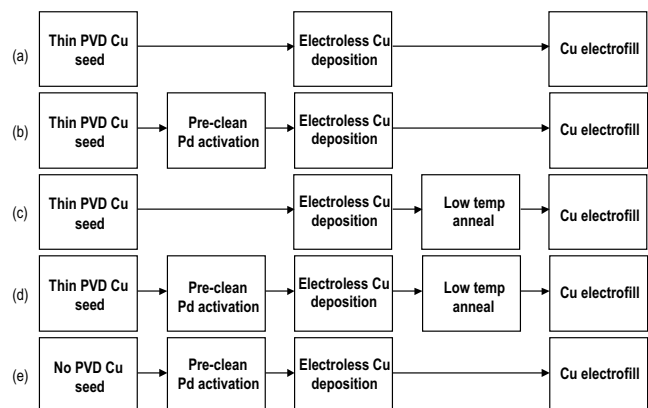 (a)
Thin PVD Cu
seed
Electroless Cu
deposition
Cu electrofill
(b)
Thin PVD Cu
seed
Pre-clean
Pd activation
Electroless Cu
deposition
Cu electrofill
(c)
Thin PVD Cu
seed
Electroless Cu
deposition
Low temp
anneal
Cu electrofill
(d)
Thin PVD Cu
seed
Pre-clean
Pd activation
Electroless Cu
deposition
Low temp
anneal
Cu electrofill
(e)
No PVD Cu
seed
Pre-clean
Pd activation
Electroless Cu
deposition
Cu electrofill